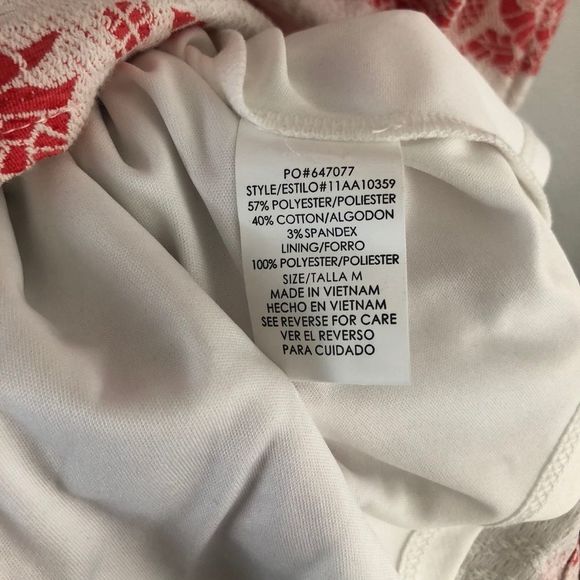 PO#647077
STYLE/ESTILO#11AA10359
57% POLYESTER/POLIESTER
40% COTTON/ALGODON
3% SPANDEX
LINING/FORRO
100% POLYESTER/POLIESTER
SIZE/TALLA M
MADE IN VIETNAM
HECHO EN VIETNAM
SEE REVERSE FOR CARE
VER EL REVERSO
PARA CUIDADO